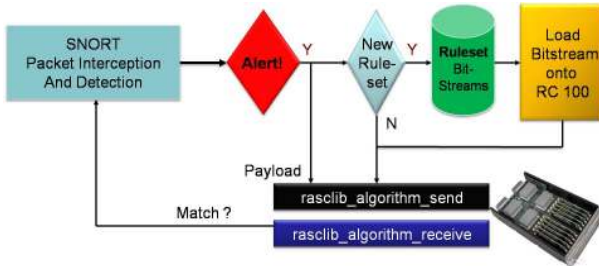 SNORT
Packet Interception
And Detection
Alert!
Y
New
Rule-
set
Y
Ruleset
Bit-
Streams
Load
Bitstream
onto
RC 100
N
Payload
rasclib_algorithm_send
Match ?
rasclib_algorithm_receive